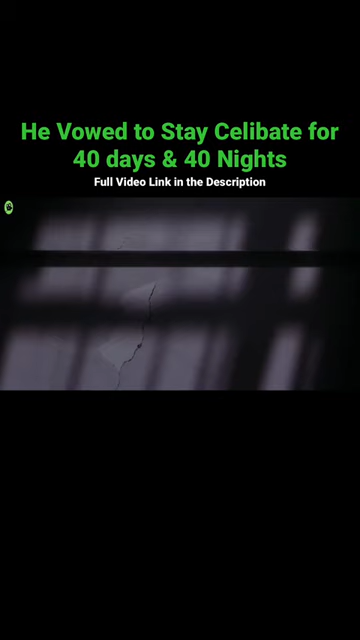 He Vowed to Stay Celibate for
40 days & 40 Nights
Full Video Link in the Description